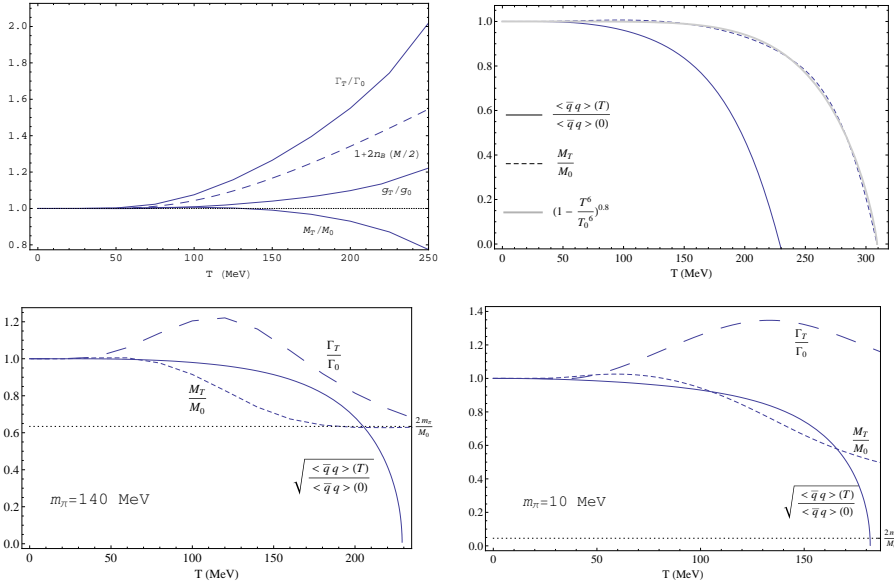 2.0
1.8
1.6
1.4
1.2
1.0
0.8
Γ_T/Γ_0
1+2n_B (M/2)
g_T/g_0
M_T/M_0
0 50 100 150 200 250
T (MeV)
1.0
0.8
0.6
0.4
0.2
0.0
< q̄ q > (T)
< q̄ q > (0)
M_T
M_0
(1 − T^6/T_0^6)^0.8
0 50 100 150 200 250 300
T (MeV)
1.2
1.0
0.8
0.6
0.4
0.2
0.0
Γ_T
Γ_0
M_T
M_0
2 m_π
M_0
√ < q̄ q > (T)
< q̄ q > (0)
m_π=140 MeV
0 50 100 150 200
T (MeV)
1.4
1.2
1.0
0.8
0.6
0.4
0.2
0.0
Γ_T
Γ_0
M_T
M_0
√ < q̄ q > (T)
< q̄ q > (0)
m_π=10 MeV
0 50 100 150
T (MeV)